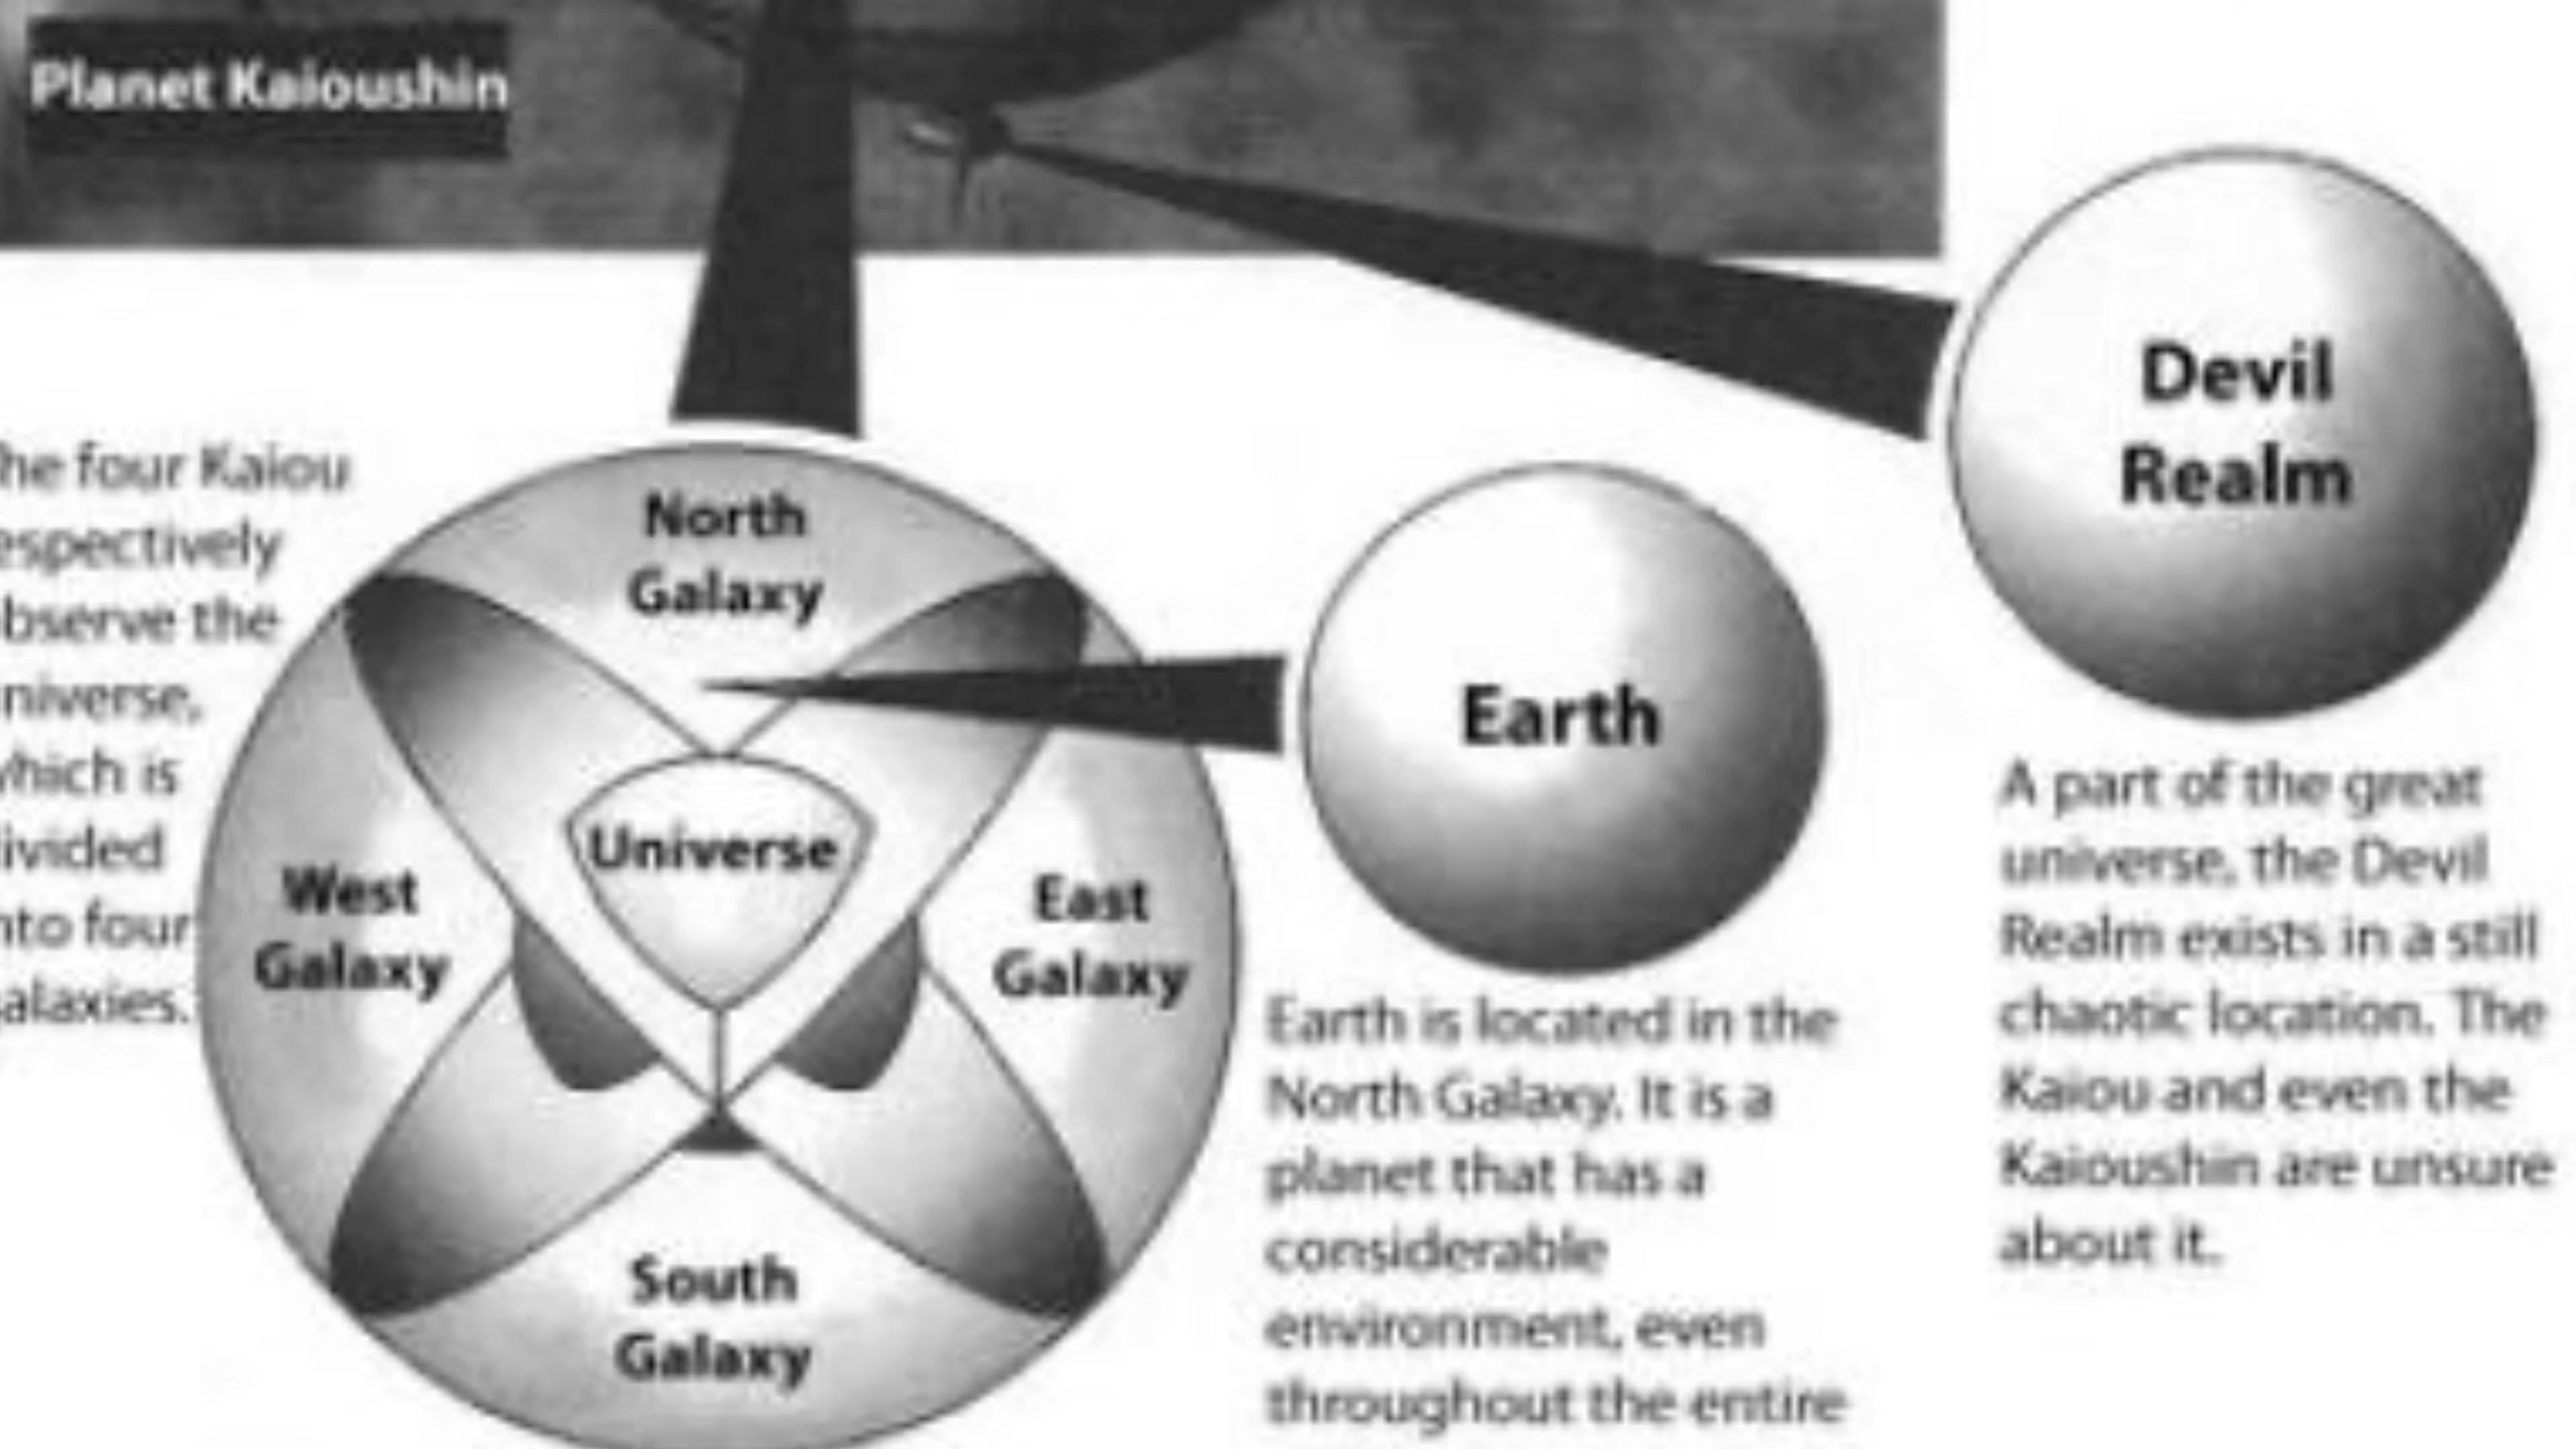 Planet Kaioushin
Devil
Realm
he four Kaiou
espectively
bserve the
niverse,
hich is
ivided
nto four
alaxies.
North
Galaxy
Universe
West
Galaxy
East
Galaxy
South
Galaxy
Earth
Earth is located in the
North Galaxy. It is a
planet that has a
considerable
environment, even
throughout the entire
A part of the great
universe, the Devil
Realm exists in a still
chaotic location. The
Kaiou and even the
Kaioushin are unsure
about it.